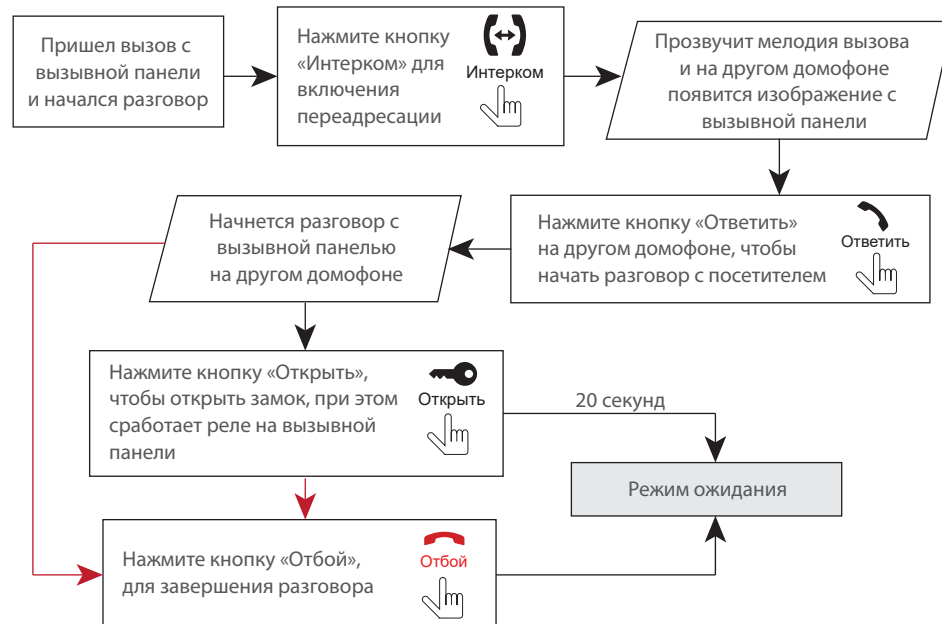 Пришел вызов с
вызывной панели
и начался разговор
Нажмите кнопку
«Интерком» для
включения
переадресации
Интерком
Прозвучит мелодия вызова
и на другом домофоне
появится изображение с
вызывной панели
Нажмите кнопку «Ответить»
на другом домофоне, чтобы
начать разговор с посетителем
Ответить
Начнется разговор с
вызывной панелью
на другом домофоне
Нажмите кнопку «Открыть»,
чтобы открыть замок, при этом
сработает реле на вызывной
панели
Открыть
20 секунд
Режим ожидания
Нажмите кнопку «Отбой»,
для завершения разговора
Отбой